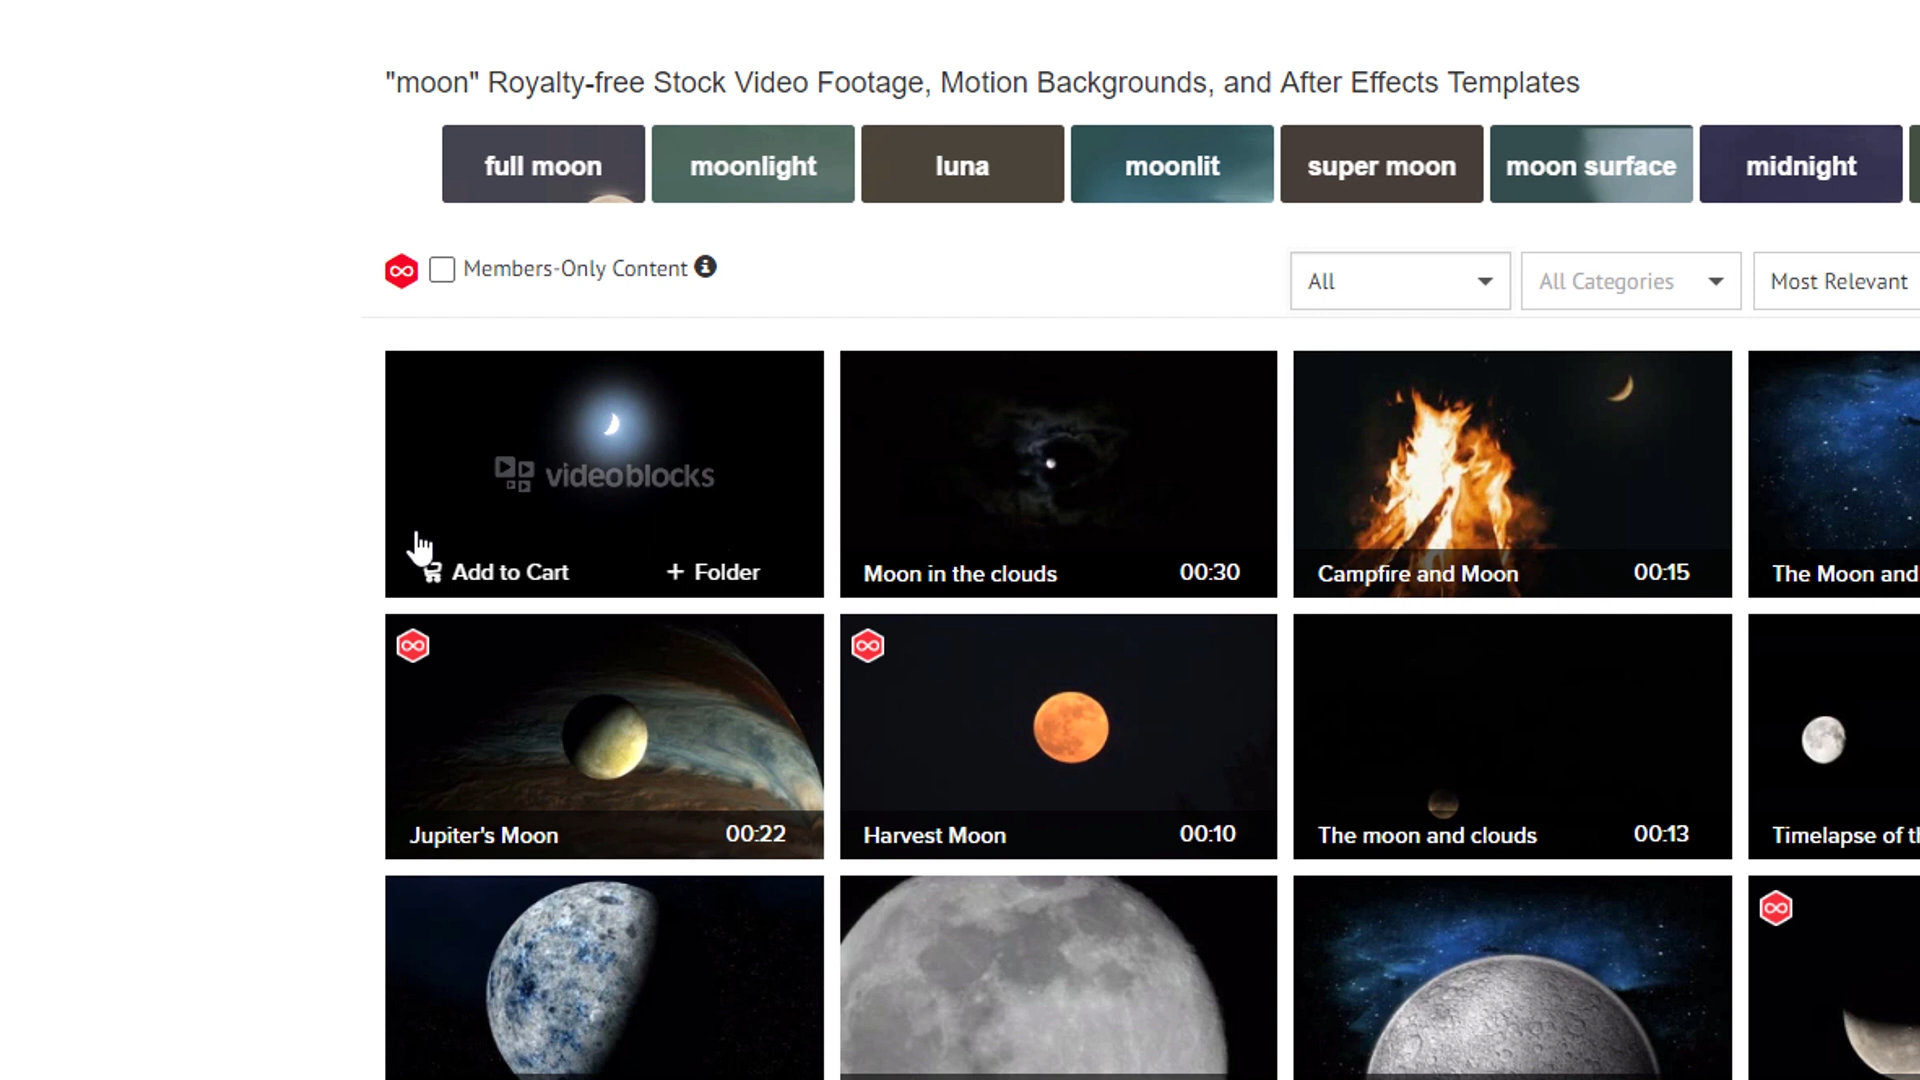 "moon" Royalty-free Stock Video Footage, Motion Backgrounds, and After Effects Templates
full moon
moonlight
luna
moonlit
super moon
moon surface
midnight
Members-Only Content
All
All Categories
Most Relevant
videoblocks
Add to Cart
+ Folder
Moon in the clouds
00:30
Campfire and Moon
00:15
The Moon and
Jupiter's Moon
00:22
Harvest Moon
00:10
The moon and clouds
00:13
Timelapse of th